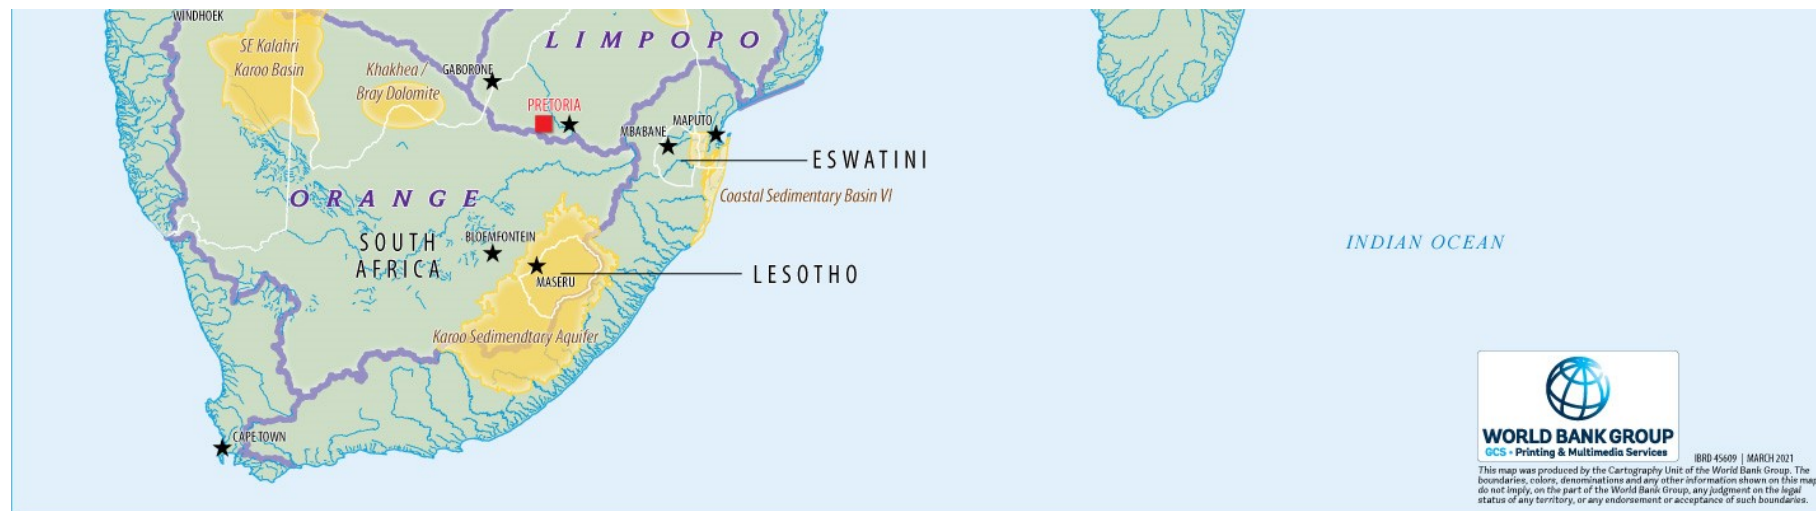 WINDHOEK
LIMPOPO
SE Kalahri
Karoo Basin
Khakhea /
Bray Dolomite
GABORONE
PRETORIA
MBABANE
MAPUTO
ESWATINI
Coastal Sedimentary Basin VI
ORANGE
SOUTH
AFRICA
BLOEMFONTEIN
INDIAN OCEAN
MASERU
LESOTHO
Karoo Sedimendtary Aquifer
CAPE TOWN
WORLD BANK GROUP
GCS • Printing & Multimedia Services
IBRD 45609 | MARCH 2021
This map was produced by the Cartography Unit of the World Bank Group. The
boundaries, colors, denominations and any other information shown on this map
do not imply, on the part of the World Bank Group, any judgment on the legal
status of any territory, or any endorsement or acceptance of such boundaries.